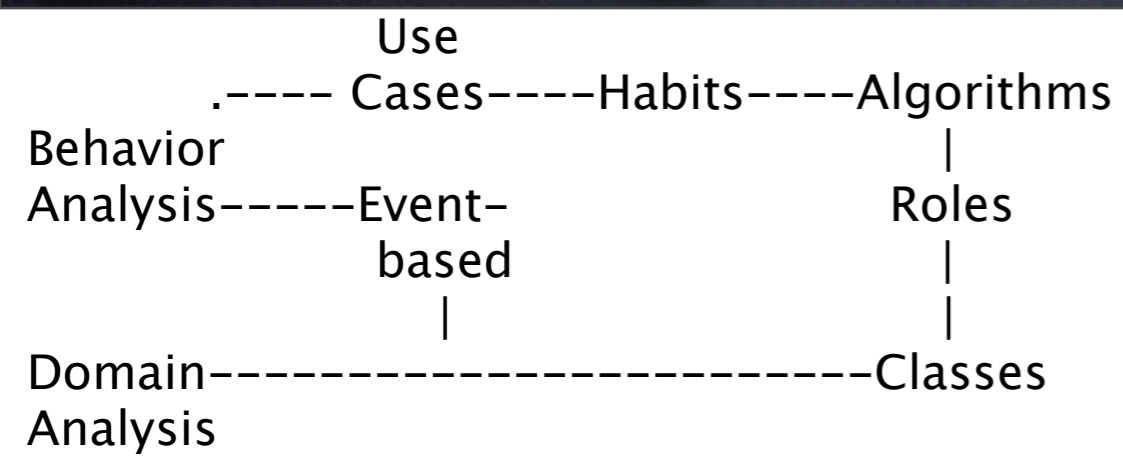 Use
.---- Cases----Habits----Algorithms
Behavior |
Analysis-----Event- Roles
based |
| |
Domain------------------------Classes
Analysis